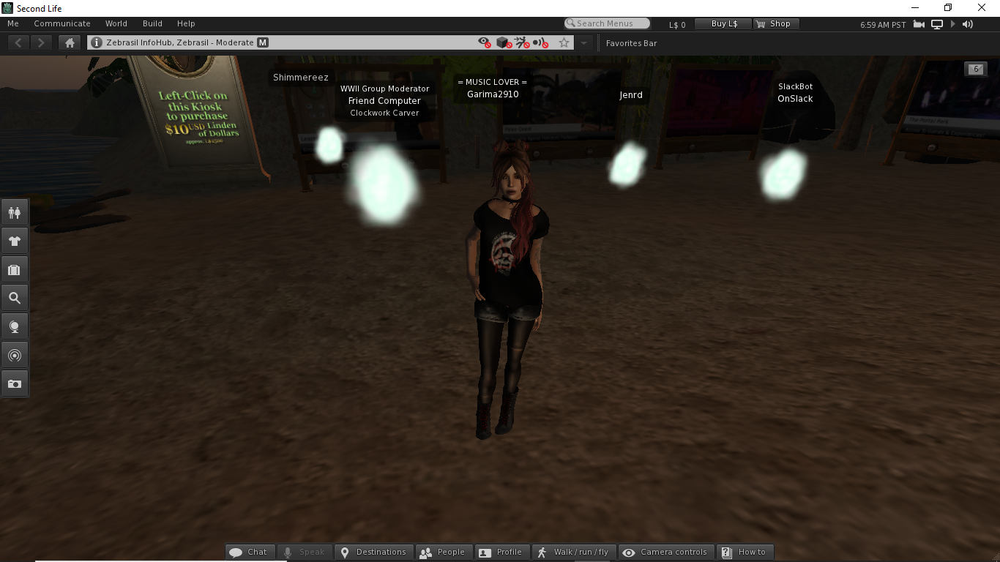 Second Life
Me Communicate World Build Help
Search Menus
L$ 0
Buy L$
Shop
6:59 AM PST
Zebrasil InfoHub, Zebrasil - Moderate M
Favorites Bar
6
Left-Click on
this Kiosk
to purchase
$10 USD Linden
of Dollars
Shimmereez
WWII Group Moderator
Friend Computer
Clockwork Carver
= MUSIC LOVER =
Garima2910
Jenrd
SlackBot
OnSlack
Chat
Speak
Destinations
People
Profile
Walk / run / fly
Camera controls
How to